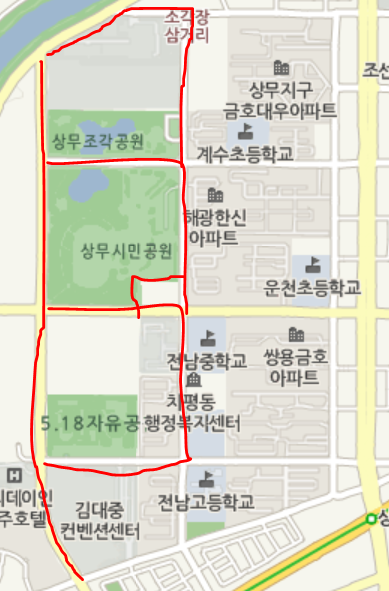 소각장
삼거리
조선
상무지구
금호대우아파트
상무조각공원
계수초등학교
해광한신
아파트
상무시민공원
운천초등학교
전남중학교
쌍용금호
아파트
치평동
행정복지센터
5.18자유공
H
데이인
주호텔
김대중
컨벤션센터
전남고등학교